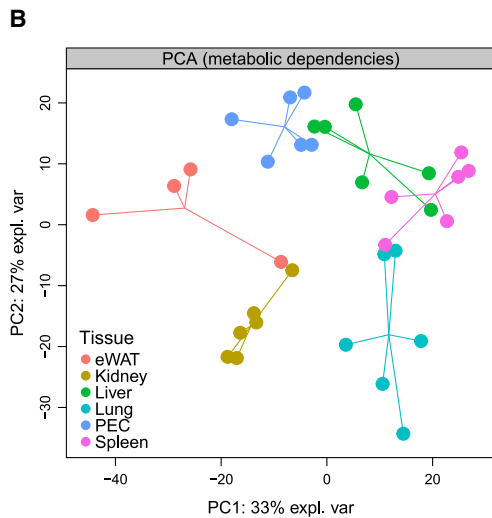 B
PCA (metabolic dependencies)
20
10
0
−10
−20
−30
PC2: 27% expl. var
Tissue
eWAT
Kidney
Liver
Lung
PEC
Spleen
−40 −20 0 20
PC1: 33% expl. var